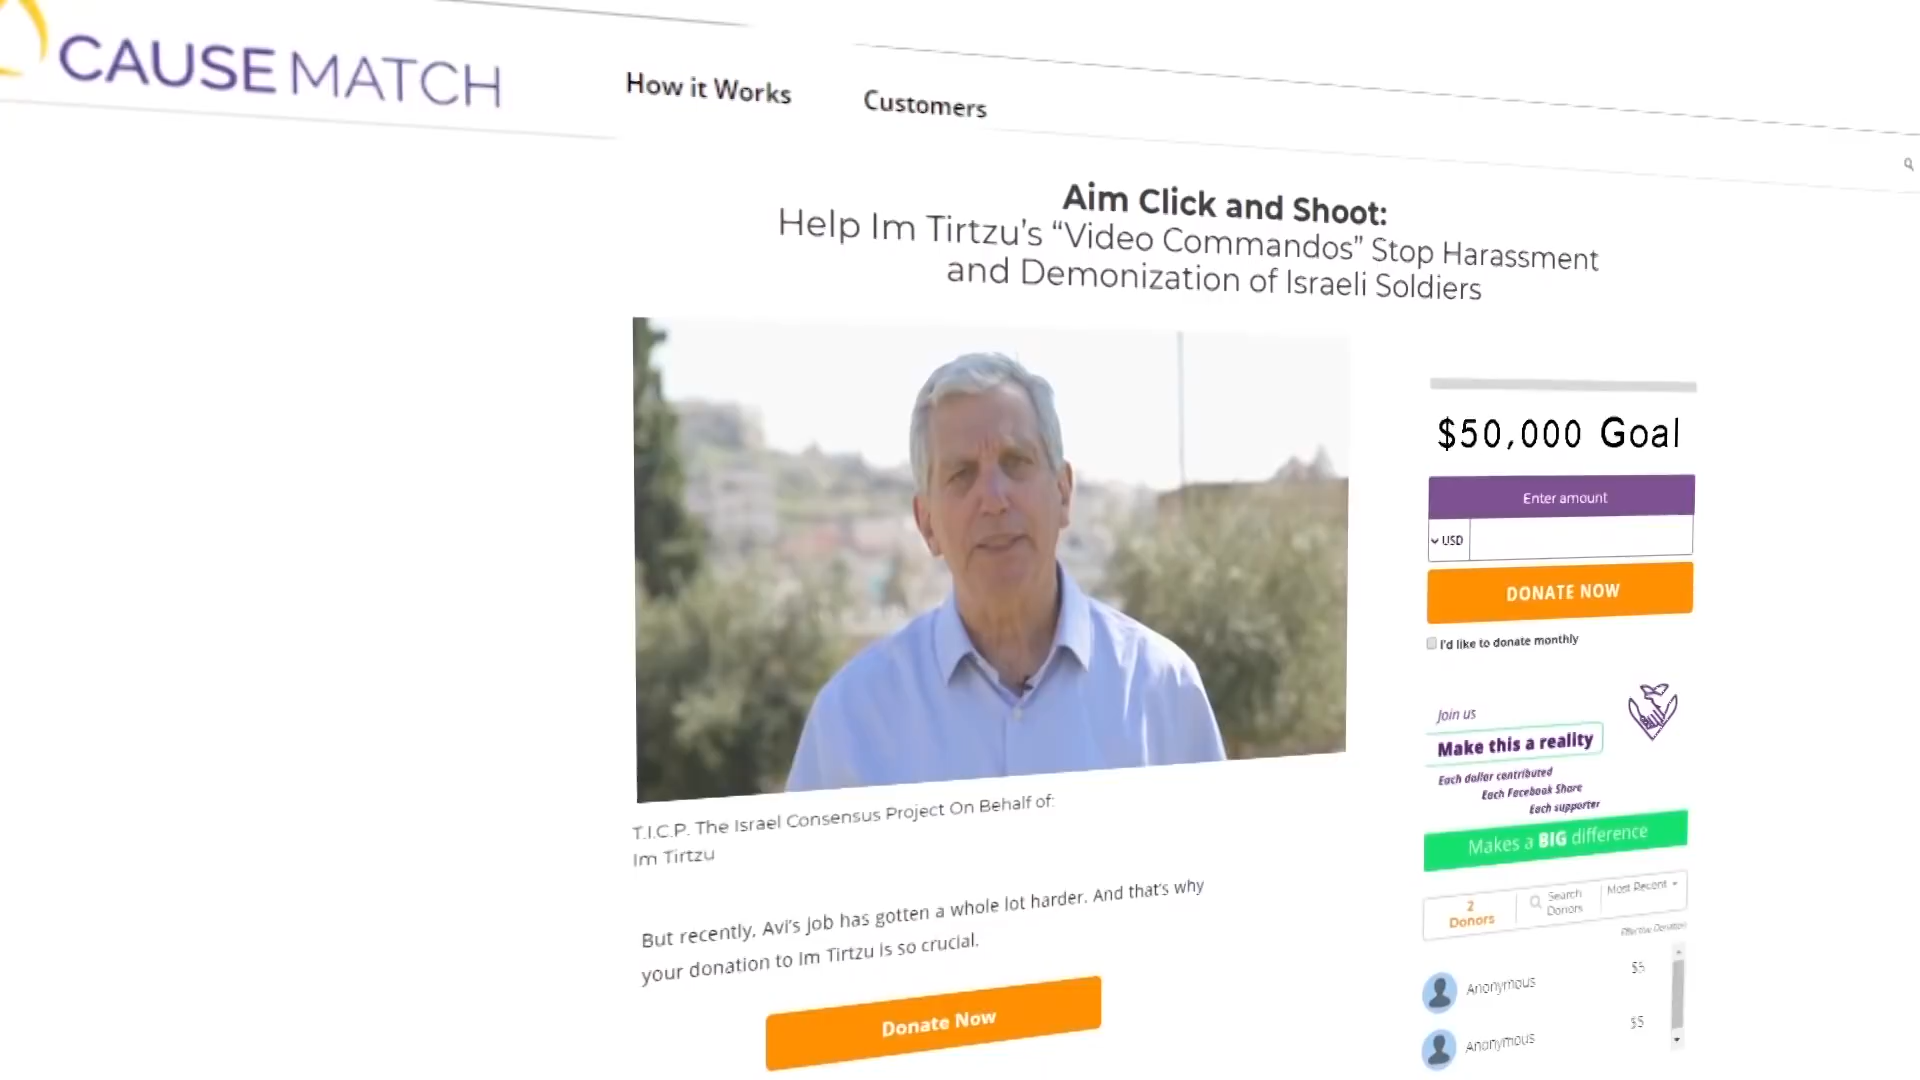 CAUSE MATCH
How it Works
Customers
Aim Click and Shoot:
Help Im Tirtzu's “Video Commandos” Stop Harassment
and Demonization of Israeli Soldiers
$50,000 Goal
Enter amount
USD
DONATE NOW
I'd like to donate monthly
Join us
Make this a reality
Each dollar contributed
Each Facebook Share
Each supporter
Makes a BIG difference
T.I.C.P. The Israel Consensus Project On Behalf of:
Im Tirtzu
But recently, Avi's job has gotten a whole lot harder. And that's why
your donation to Im Tirtzu is so crucial.
Donate Now
2
Donors
Search
Donors
Most Recent
Effective Donation
Anonymous
$5
Anonymous
$5